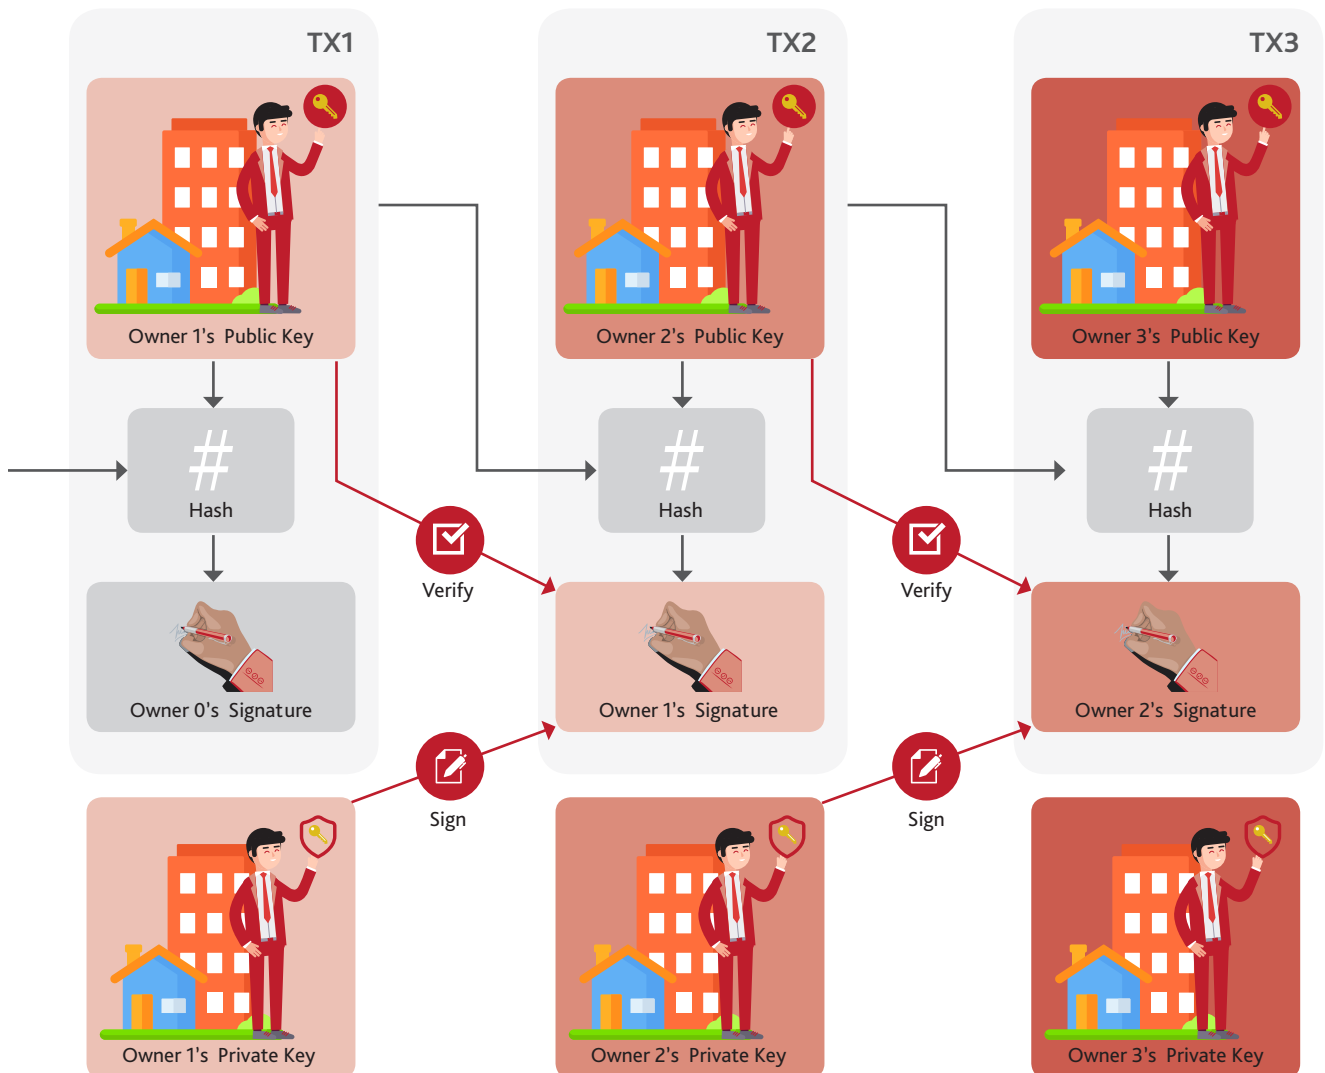 TX1
TX2
TX3
Owner 1's Public Key
Owner 2's Public Key
Owner 3's Public Key
#
Hash
#
Hash
#
Hash
Verify
Verify
Owner 0's Signature
Owner 1's Signature
Owner 2's Signature
Sign
Sign
Owner 1's Private Key
Owner 2's Private Key
Owner 3's Private Key